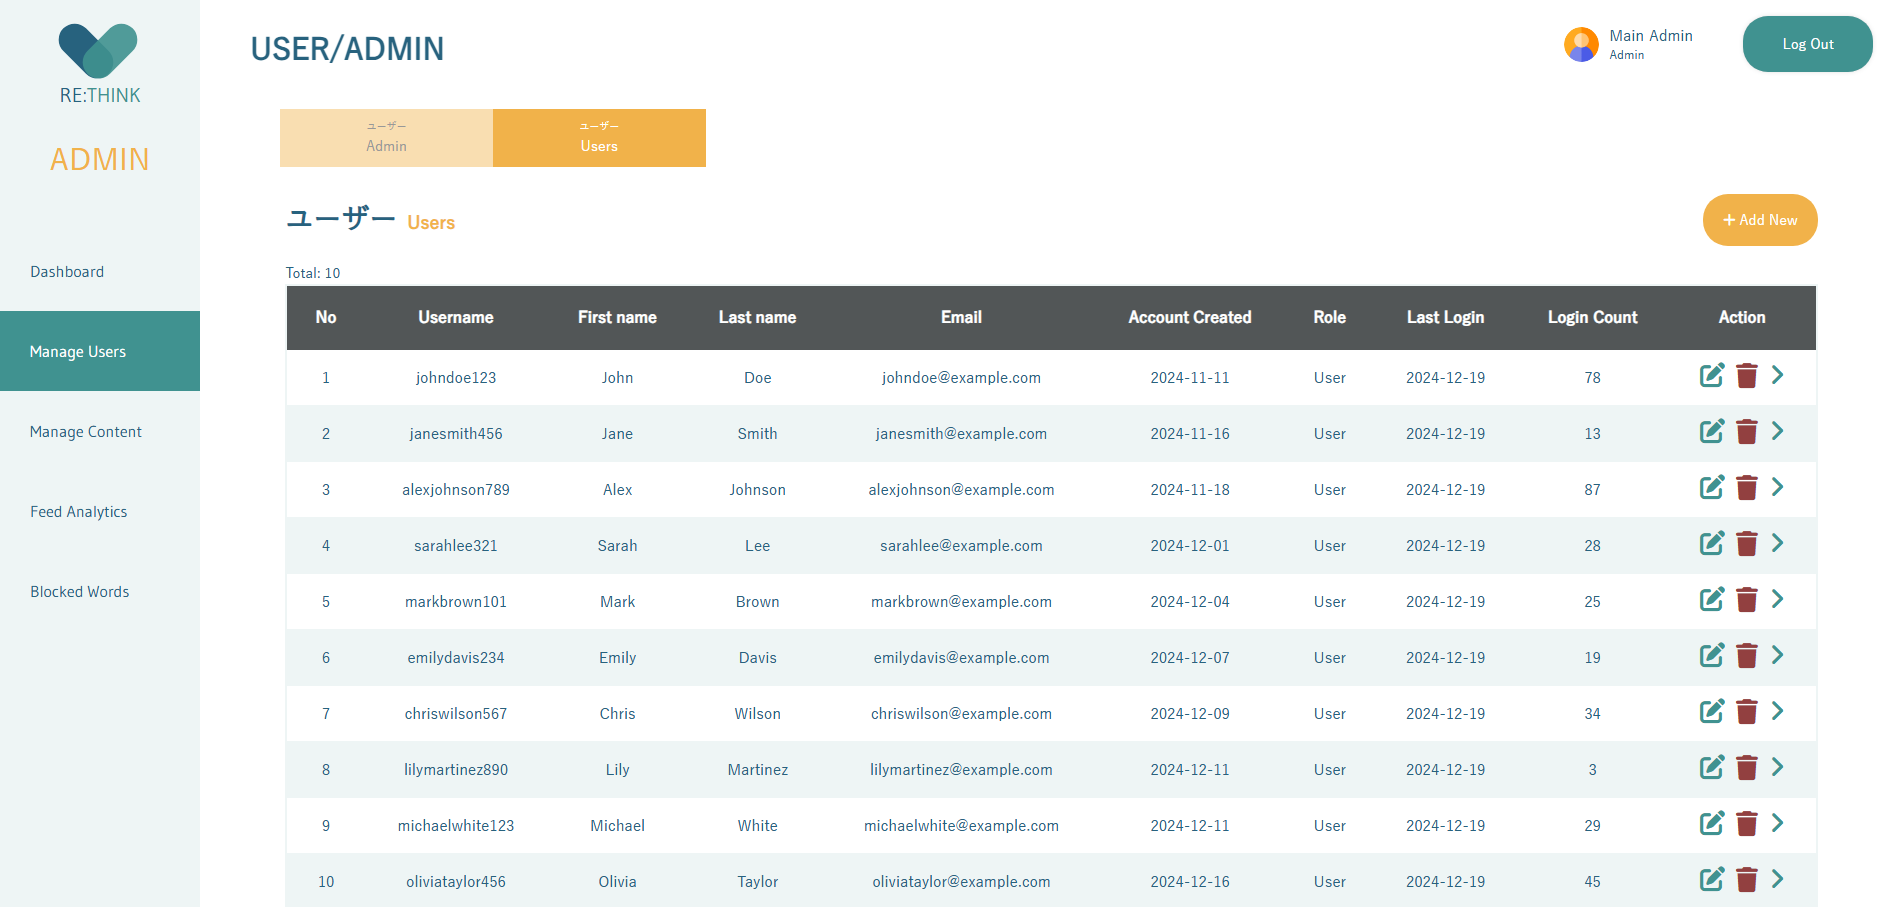 RE:THINK
ADMIN
Dashboard
Manage Users
Manage Content
Feed Analytics
Blocked Words
USER/ADMIN
Main Admin
Admin
Log Out
ユーザー
Admin
ユーザー
Users
ユーザー Users
+ Add New
Total: 10
No Username First name Last name Email Account Created Role Last Login Login Count Action
1 johndoe123 John Doe johndoe@example.com 2024-11-11 User 2024-12-19 78
2 janesmith456 Jane Smith janesmith@example.com 2024-11-16 User 2024-12-19 13
3 alexjohnson789 Alex Johnson alexjohnson@example.com 2024-11-18 User 2024-12-19 87
4 sarahlee321 Sarah Lee sarahlee@example.com 2024-12-01 User 2024-12-19 28
5 markbrown101 Mark Brown markbrown@example.com 2024-12-04 User 2024-12-19 25
6 emilydavis234 Emily Davis emilydavis@example.com 2024-12-07 User 2024-12-19 19
7 chriswilson567 Chris Wilson chriswilson@example.com 2024-12-09 User 2024-12-19 34
8 lilymartinez890 Lily Martinez lilymartinez@example.com 2024-12-11 User 2024-12-19 3
9 michaelwhite123 Michael White michaelwhite@example.com 2024-12-11 User 2024-12-19 29
10 oliviataylor456 Olivia Taylor oliviataylor@example.com 2024-12-16 User 2024-12-19 45